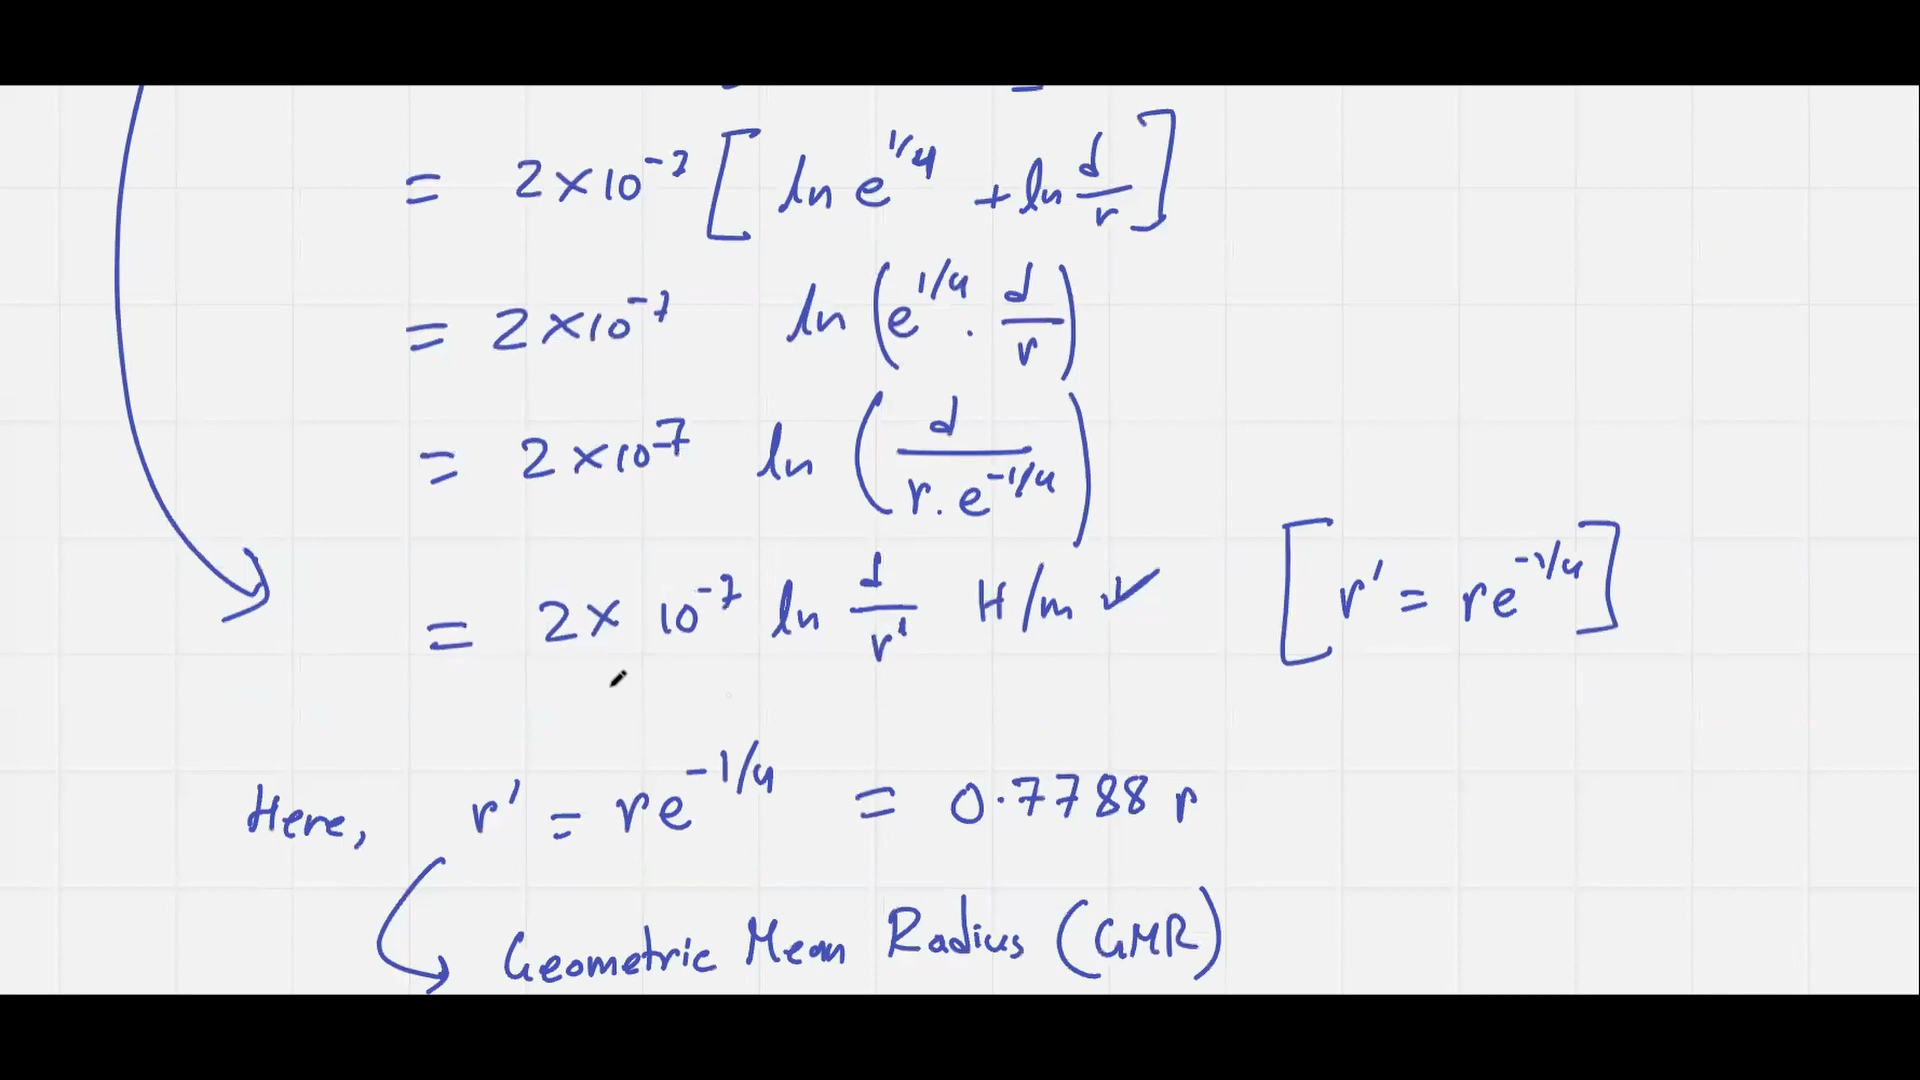 = 2×10⁻⁷ [ ln e^1/4 + ln d/r ]
= 2×10⁻⁷ ln ( e^1/4 . d/r )
= 2×10⁻⁷ ln ( d / r. e^-1/4 )
= 2× 10⁻⁷ ln d/r' H/m ✓ [ r' = re^-1/4 ]
Here, r' = re^-1/4 = 0.7788 r
Geometric Mean Radius (GMR)